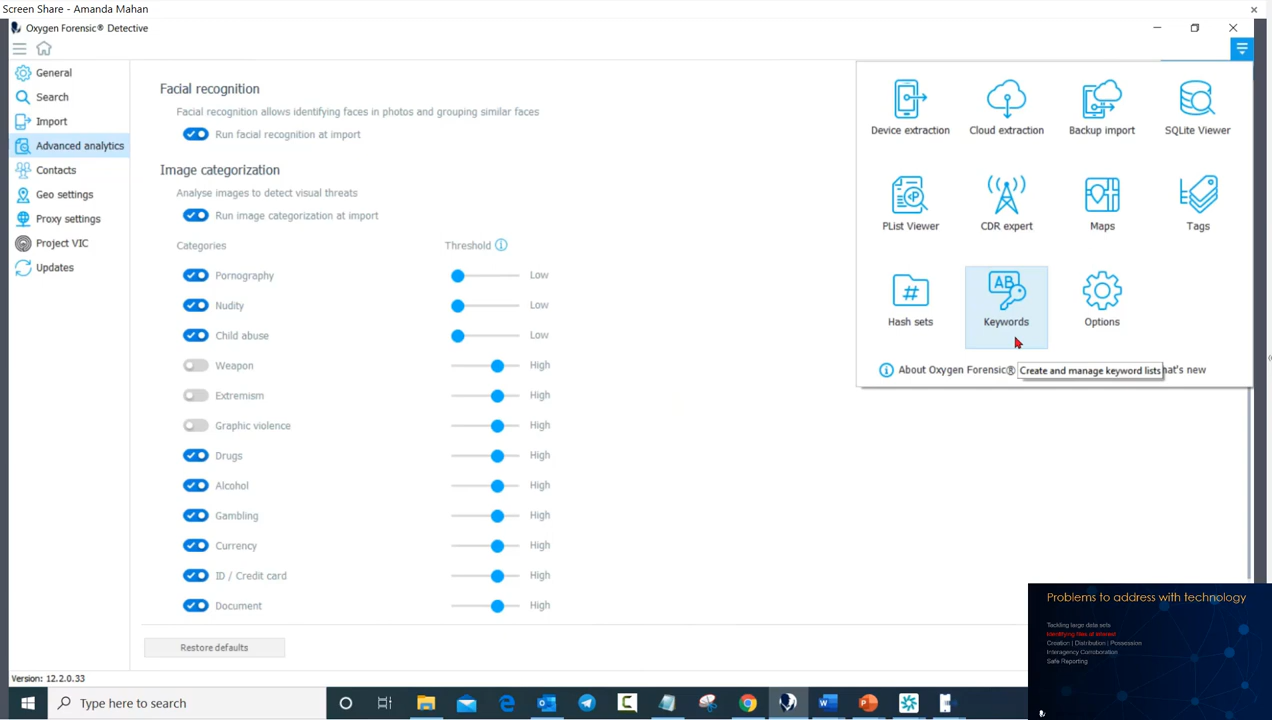 Screen Share - Amanda Mahan
Oxygen Forensic® Detective
General
Search
Import
Advanced analytics
Contacts
Geo settings
Proxy settings
Project VIC
Updates
Facial recognition
Facial recognition allows identifying faces in photos and grouping similar faces
Run facial recognition at import
Image categorization
Analyse images to detect visual threats
Run image categorization at import
Categories Threshold
Pornography Low
Nudity Low
Child abuse Low
Weapon High
Extremism High
Graphic violence High
Drugs High
Alcohol High
Gambling High
Currency High
ID / Credit card High
Document High
Restore defaults
Device extraction Cloud extraction Backup import SQLite Viewer
PList Viewer CDR expert Maps Tags
# AB
Hash sets Keywords Options
About Oxygen Forensic® Create and manage keyword lists hat's new
Problems to address with technology
Tackling large data sets
Identifying files of interest
Creation | Distribution | Possession
Interagency Corroboration
Safe Reporting
Version: 12.2.0.33
Type here to search